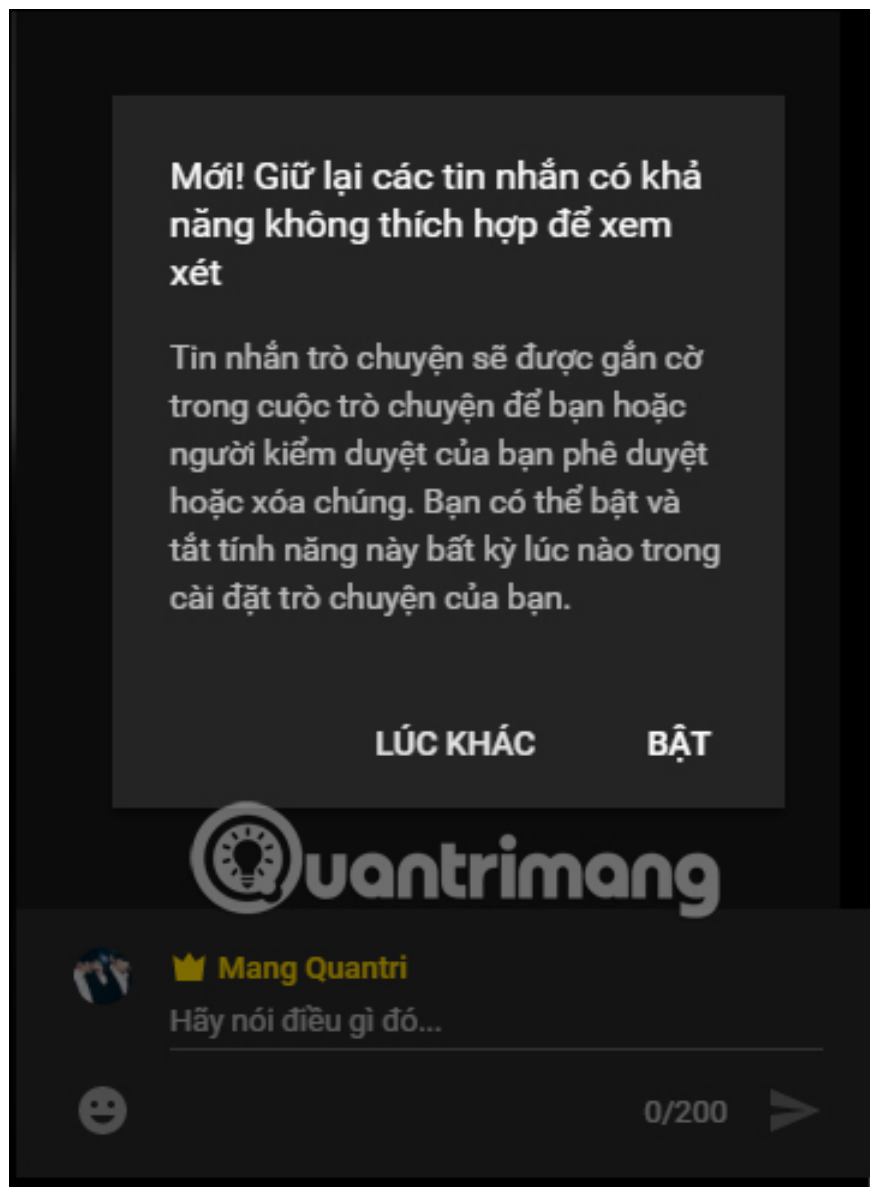 Mới! Giữ lại các tin nhắn có khả
năng không thích hợp để xem
xét
Tin nhắn trò chuyện sẽ được gắn cờ
trong cuộc trò chuyện để bạn hoặc
người kiểm duyệt của bạn phê duyệt
hoặc xóa chúng. Bạn có thể bật và
tắt tính năng này bất kỳ lúc nào trong
cài đặt trò chuyện của bạn.
LÚC KHÁC BẬT
Quantrimang
Mang Quantri
Hãy nói điều gì đó...
0/200